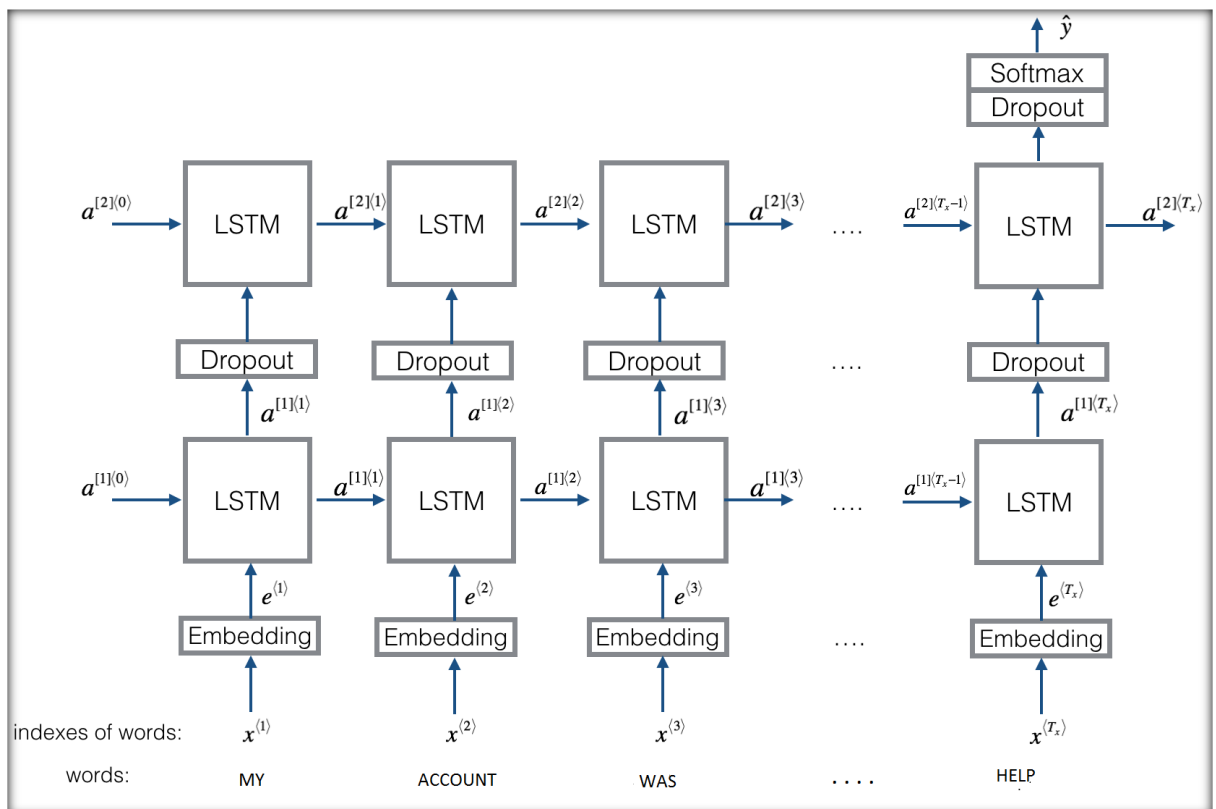 ŷ
Softmax
Dropout
a[2]⟨0⟩ LSTM a[2]⟨1⟩ LSTM a[2]⟨2⟩ LSTM a[2]⟨3⟩ .... a[2]⟨Tx−1⟩ LSTM a[2]⟨Tx⟩
Dropout Dropout Dropout .... Dropout
a[1]⟨1⟩ a[1]⟨2⟩ a[1]⟨3⟩ a[1]⟨Tx⟩
a[1]⟨0⟩ LSTM a[1]⟨1⟩ LSTM a[1]⟨2⟩ LSTM a[1]⟨3⟩ .... a[1]⟨Tx−1⟩ LSTM
e⟨1⟩ e⟨2⟩ e⟨3⟩ e⟨Tx⟩
Embedding Embedding Embedding .... Embedding
indexes of words: x⟨1⟩ x⟨2⟩ x⟨3⟩ x⟨Tx⟩
words: MY ACCOUNT WAS .... HELP